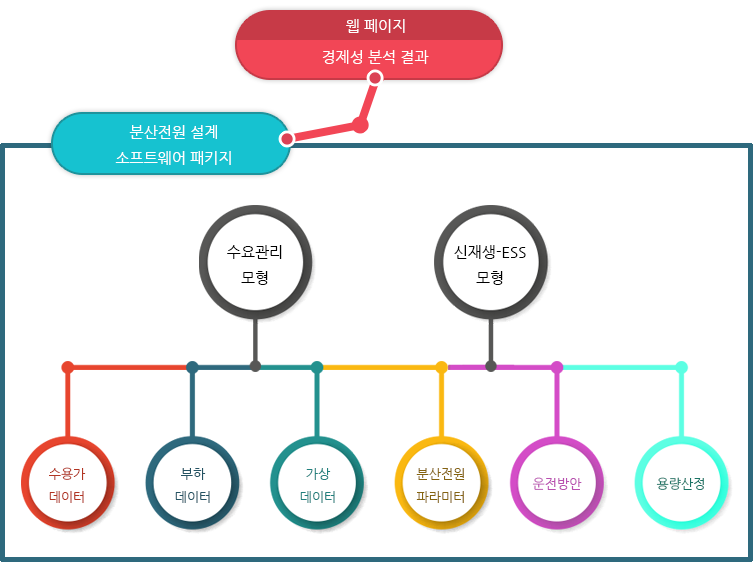 웹 페이지
경제성 분석 결과
분산전원 설계
소프트웨어 패키지
수요관리
모형
신재생-ESS
모형
수용가
데이터
부하
데이터
가상
데이터
분산전원
파라미터
운전방안
용량산정